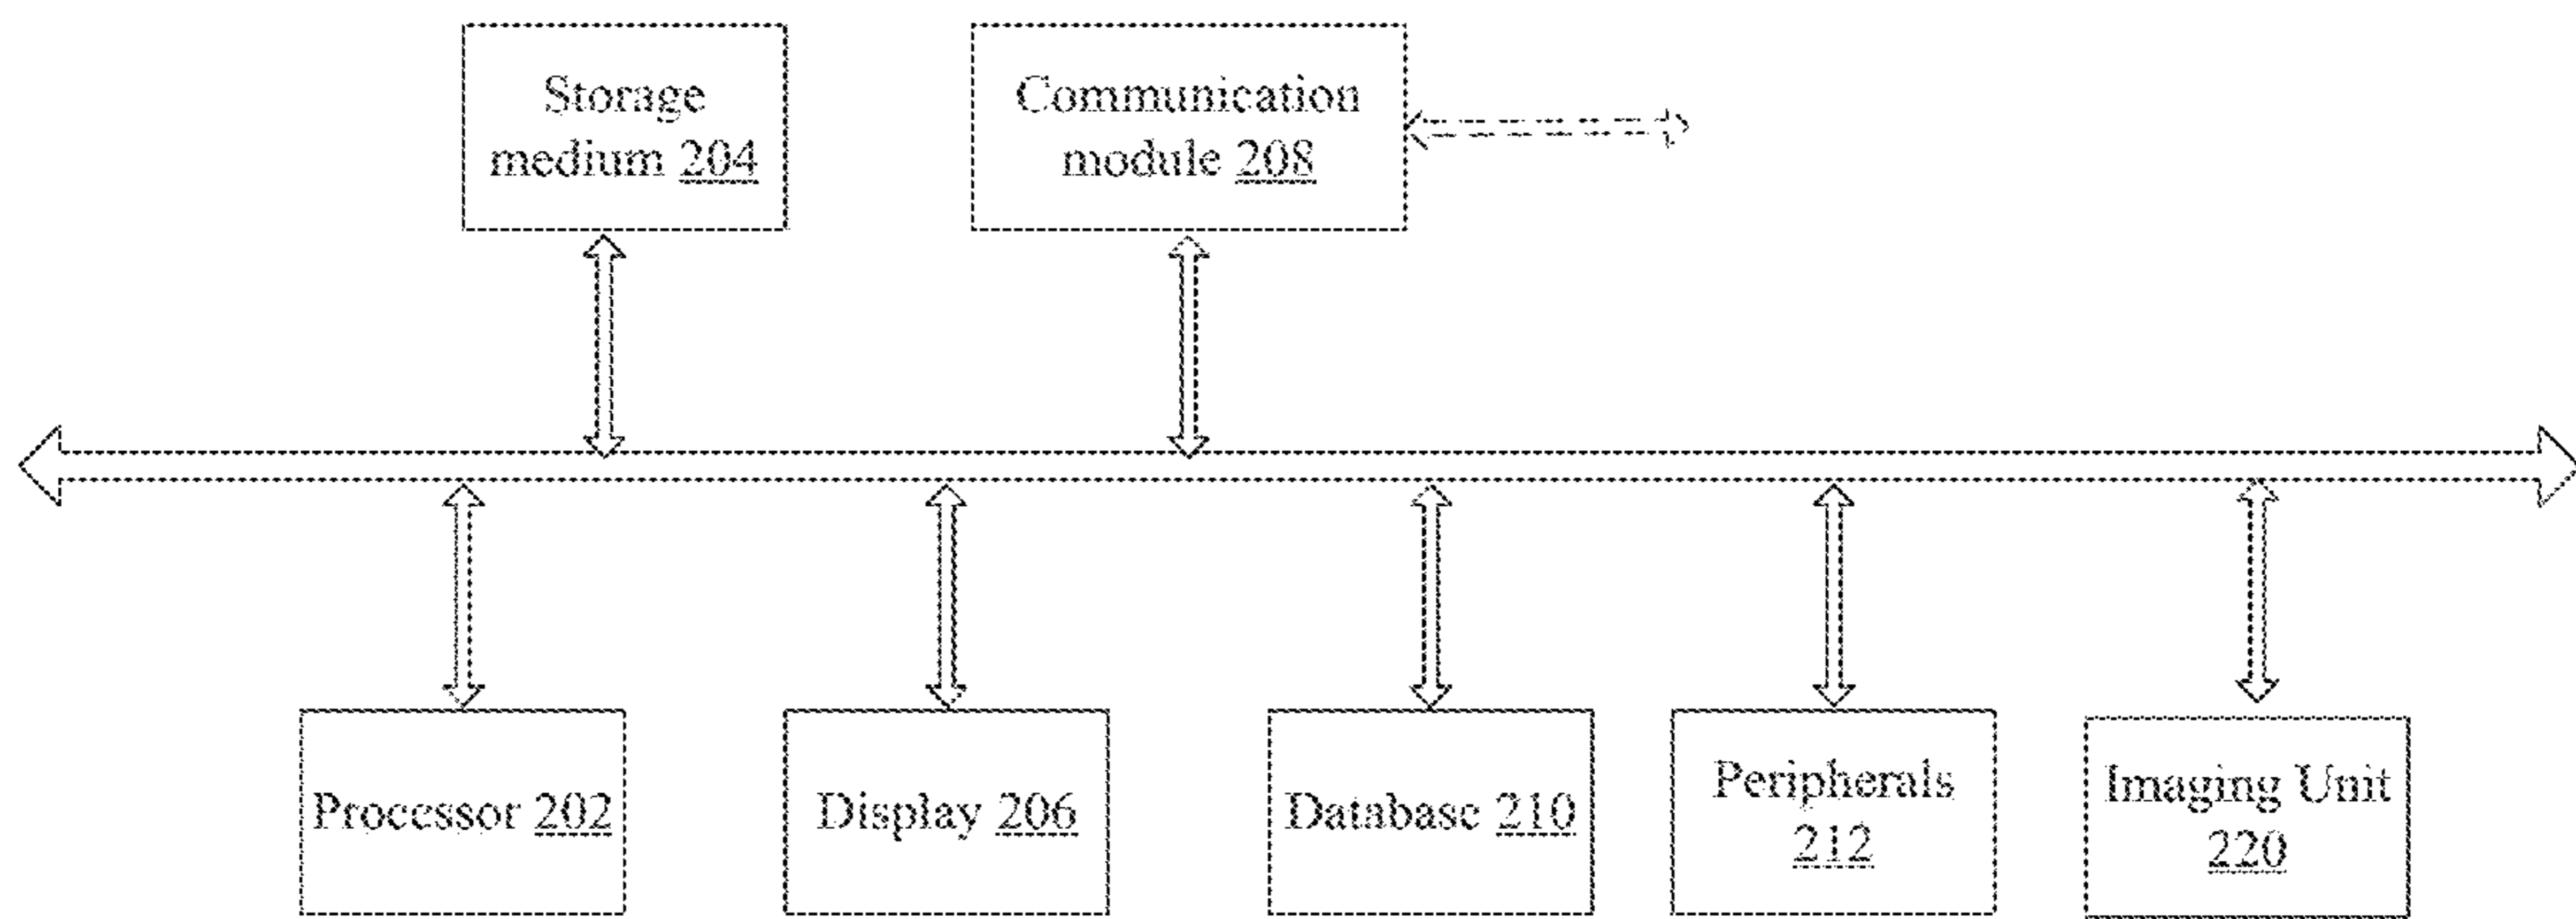 Storage
medium 204
Communication
module 208
Processor 202
Display 206
Database 210
Peripherals
212
Imaging Unit
220